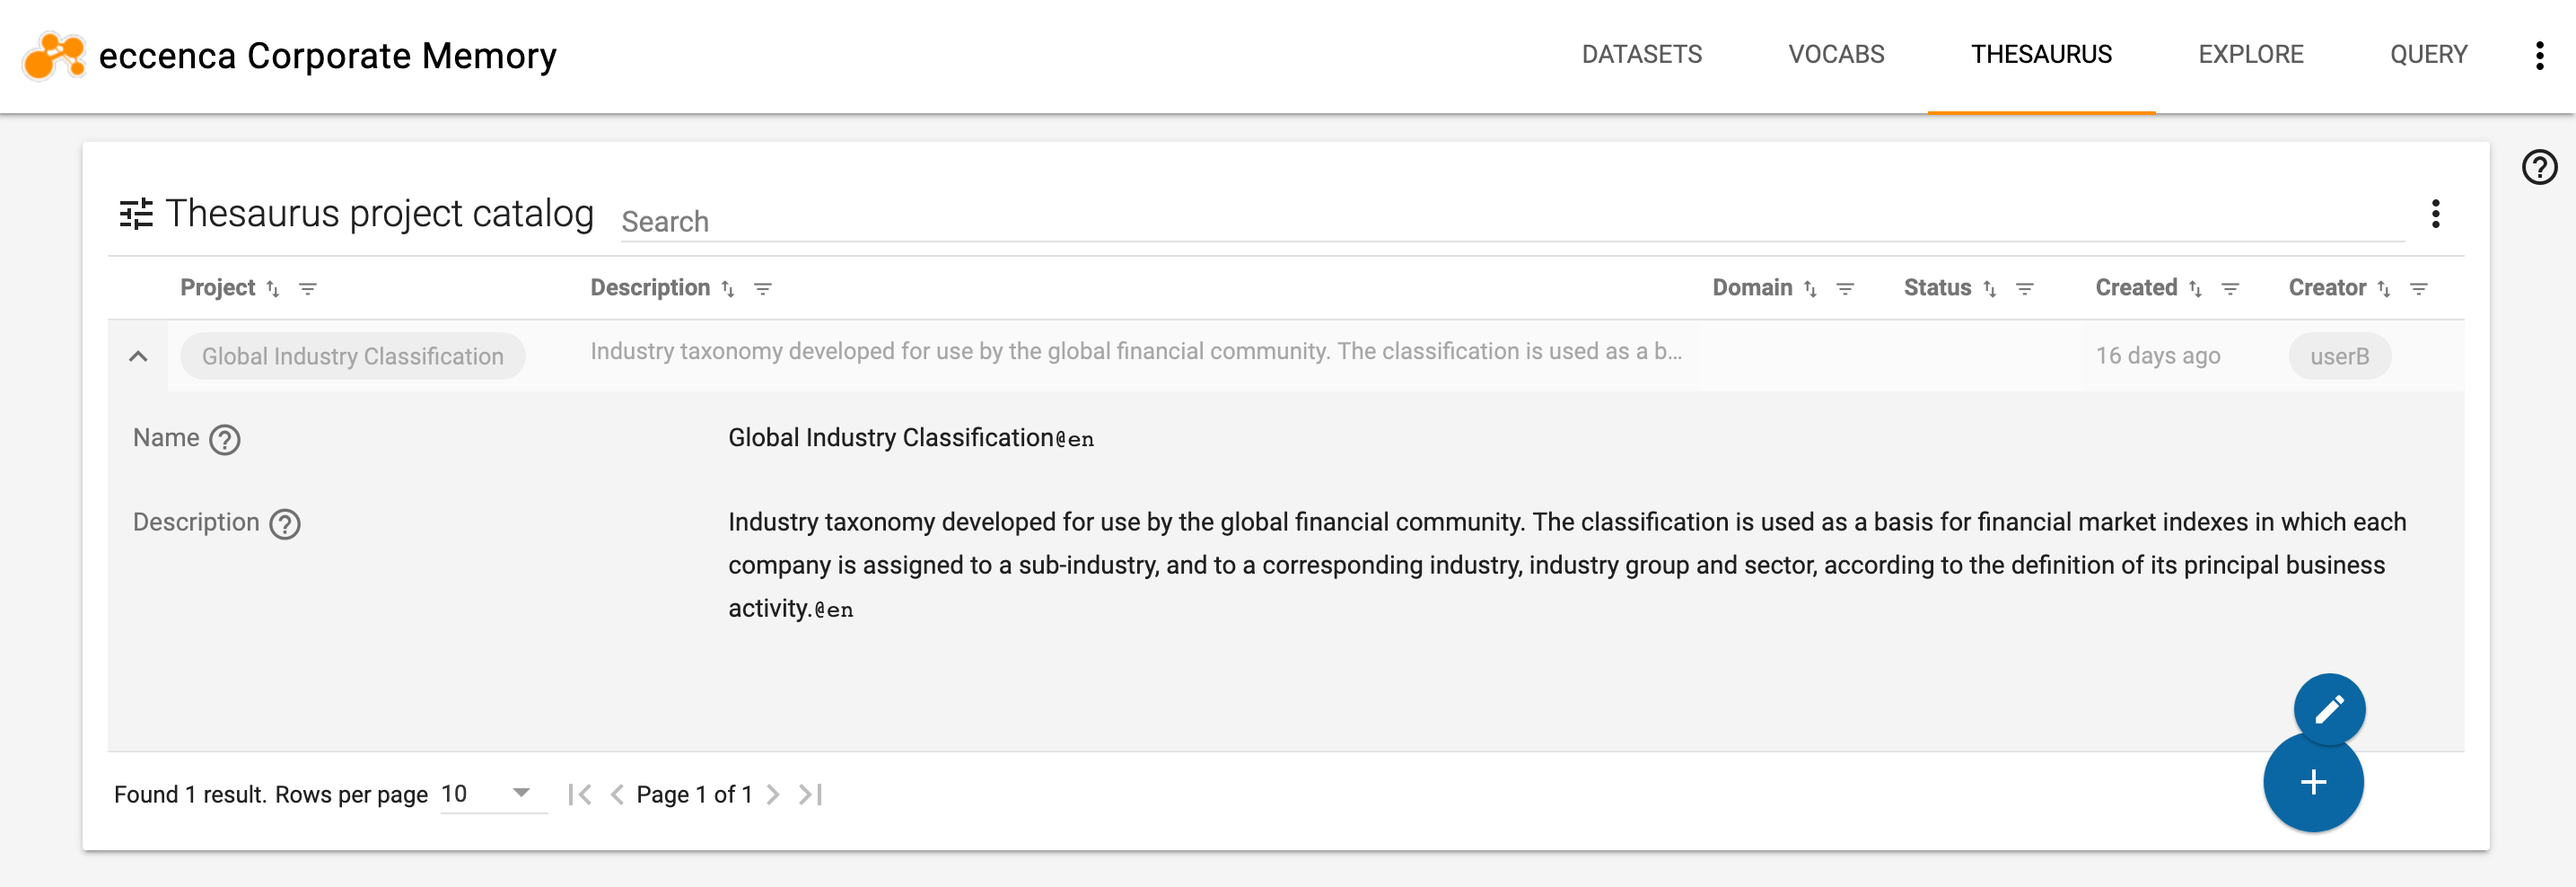 eccenca Corporate Memory
DATASETS VOCABS THESAURUS EXPLORE QUERY
Thesaurus project catalog Search
Project Description Domain Status Created Creator
Global Industry Classification Industry taxonomy developed for use by the global financial community. The classification is used as a b... 16 days ago userB
Name Global Industry Classification@en
Description Industry taxonomy developed for use by the global financial community. The classification is used as a basis for financial market indexes in which each
company is assigned to a sub-industry, and to a corresponding industry, industry group and sector, according to the definition of its principal business
activity.@en
Found 1 result. Rows per page 10 Page 1 of 1